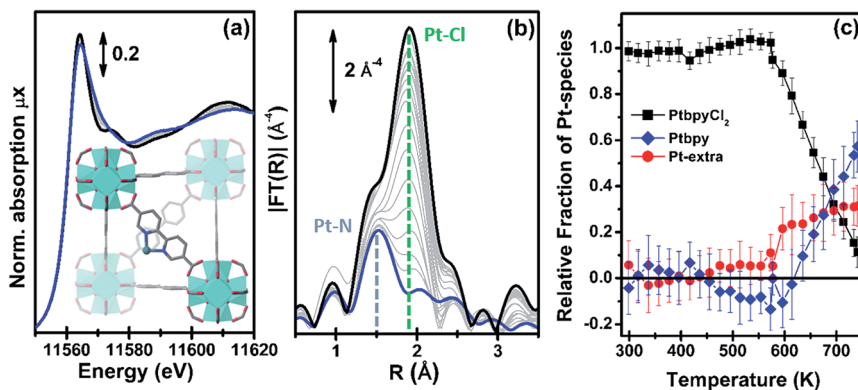 (a)
0.2
Norm. absorption μx
11560 11580 11600 11620
Energy (eV)
(b)
Pt-Cl
2 Å⁻⁴
Pt-N
|FT(R)| (Å⁻⁴)
1 2 3
R (Å)
(c)
Relative Fraction of Pt-species
1.0
0.8
0.6
0.4
0.2
0.0
-0.2
PtbpyCl₂
Ptbpy
Pt-extra
300 400 500 600 700
Temperature (K)